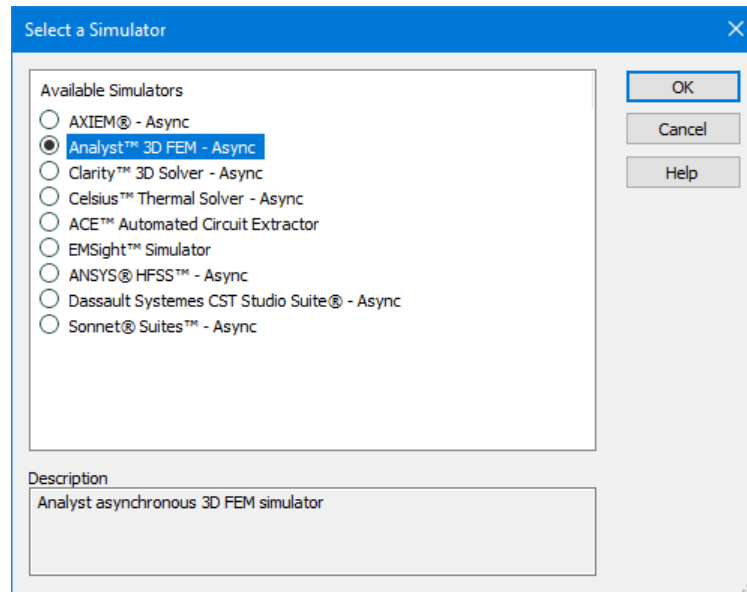 Select a Simulator
Available Simulators
AXIEM® - Async
Analyst™ 3D FEM - Async
Clarity™ 3D Solver - Async
Celsius™ Thermal Solver - Async
ACE™ Automated Circuit Extractor
EMSight™ Simulator
ANSYS® HFSS™ - Async
Dassault Systemes CST Studio Suite® - Async
Sonnet® Suites™ - Async
OK
Cancel
Help
Description
Analyst asynchronous 3D FEM simulator